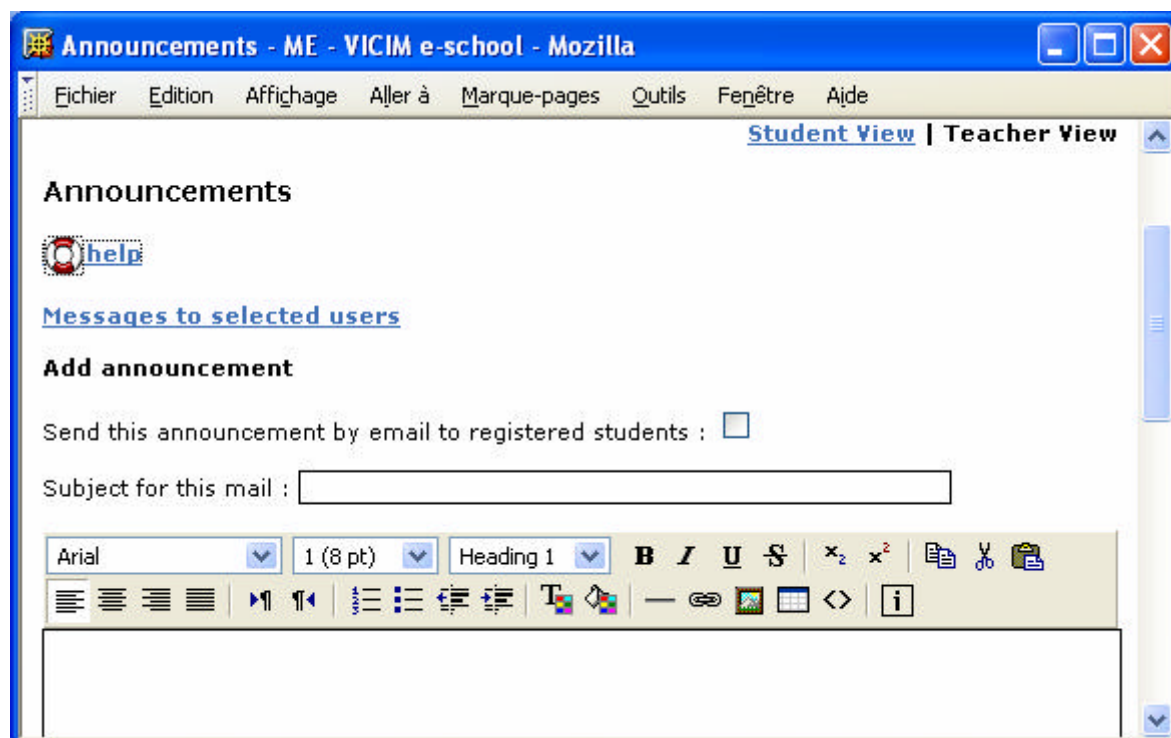 Announcements - ME - VICIM e-school - Mozilla
Fichier Edition Affichage Aller à Marque-pages Outils Fenêtre Aide
Student View | Teacher View
Announcements
help
Messages to selected users
Add announcement
Send this announcement by email to registered students :
Subject for this mail :
Arial 1 (8 pt) Heading 1 B I U S x₂ x²